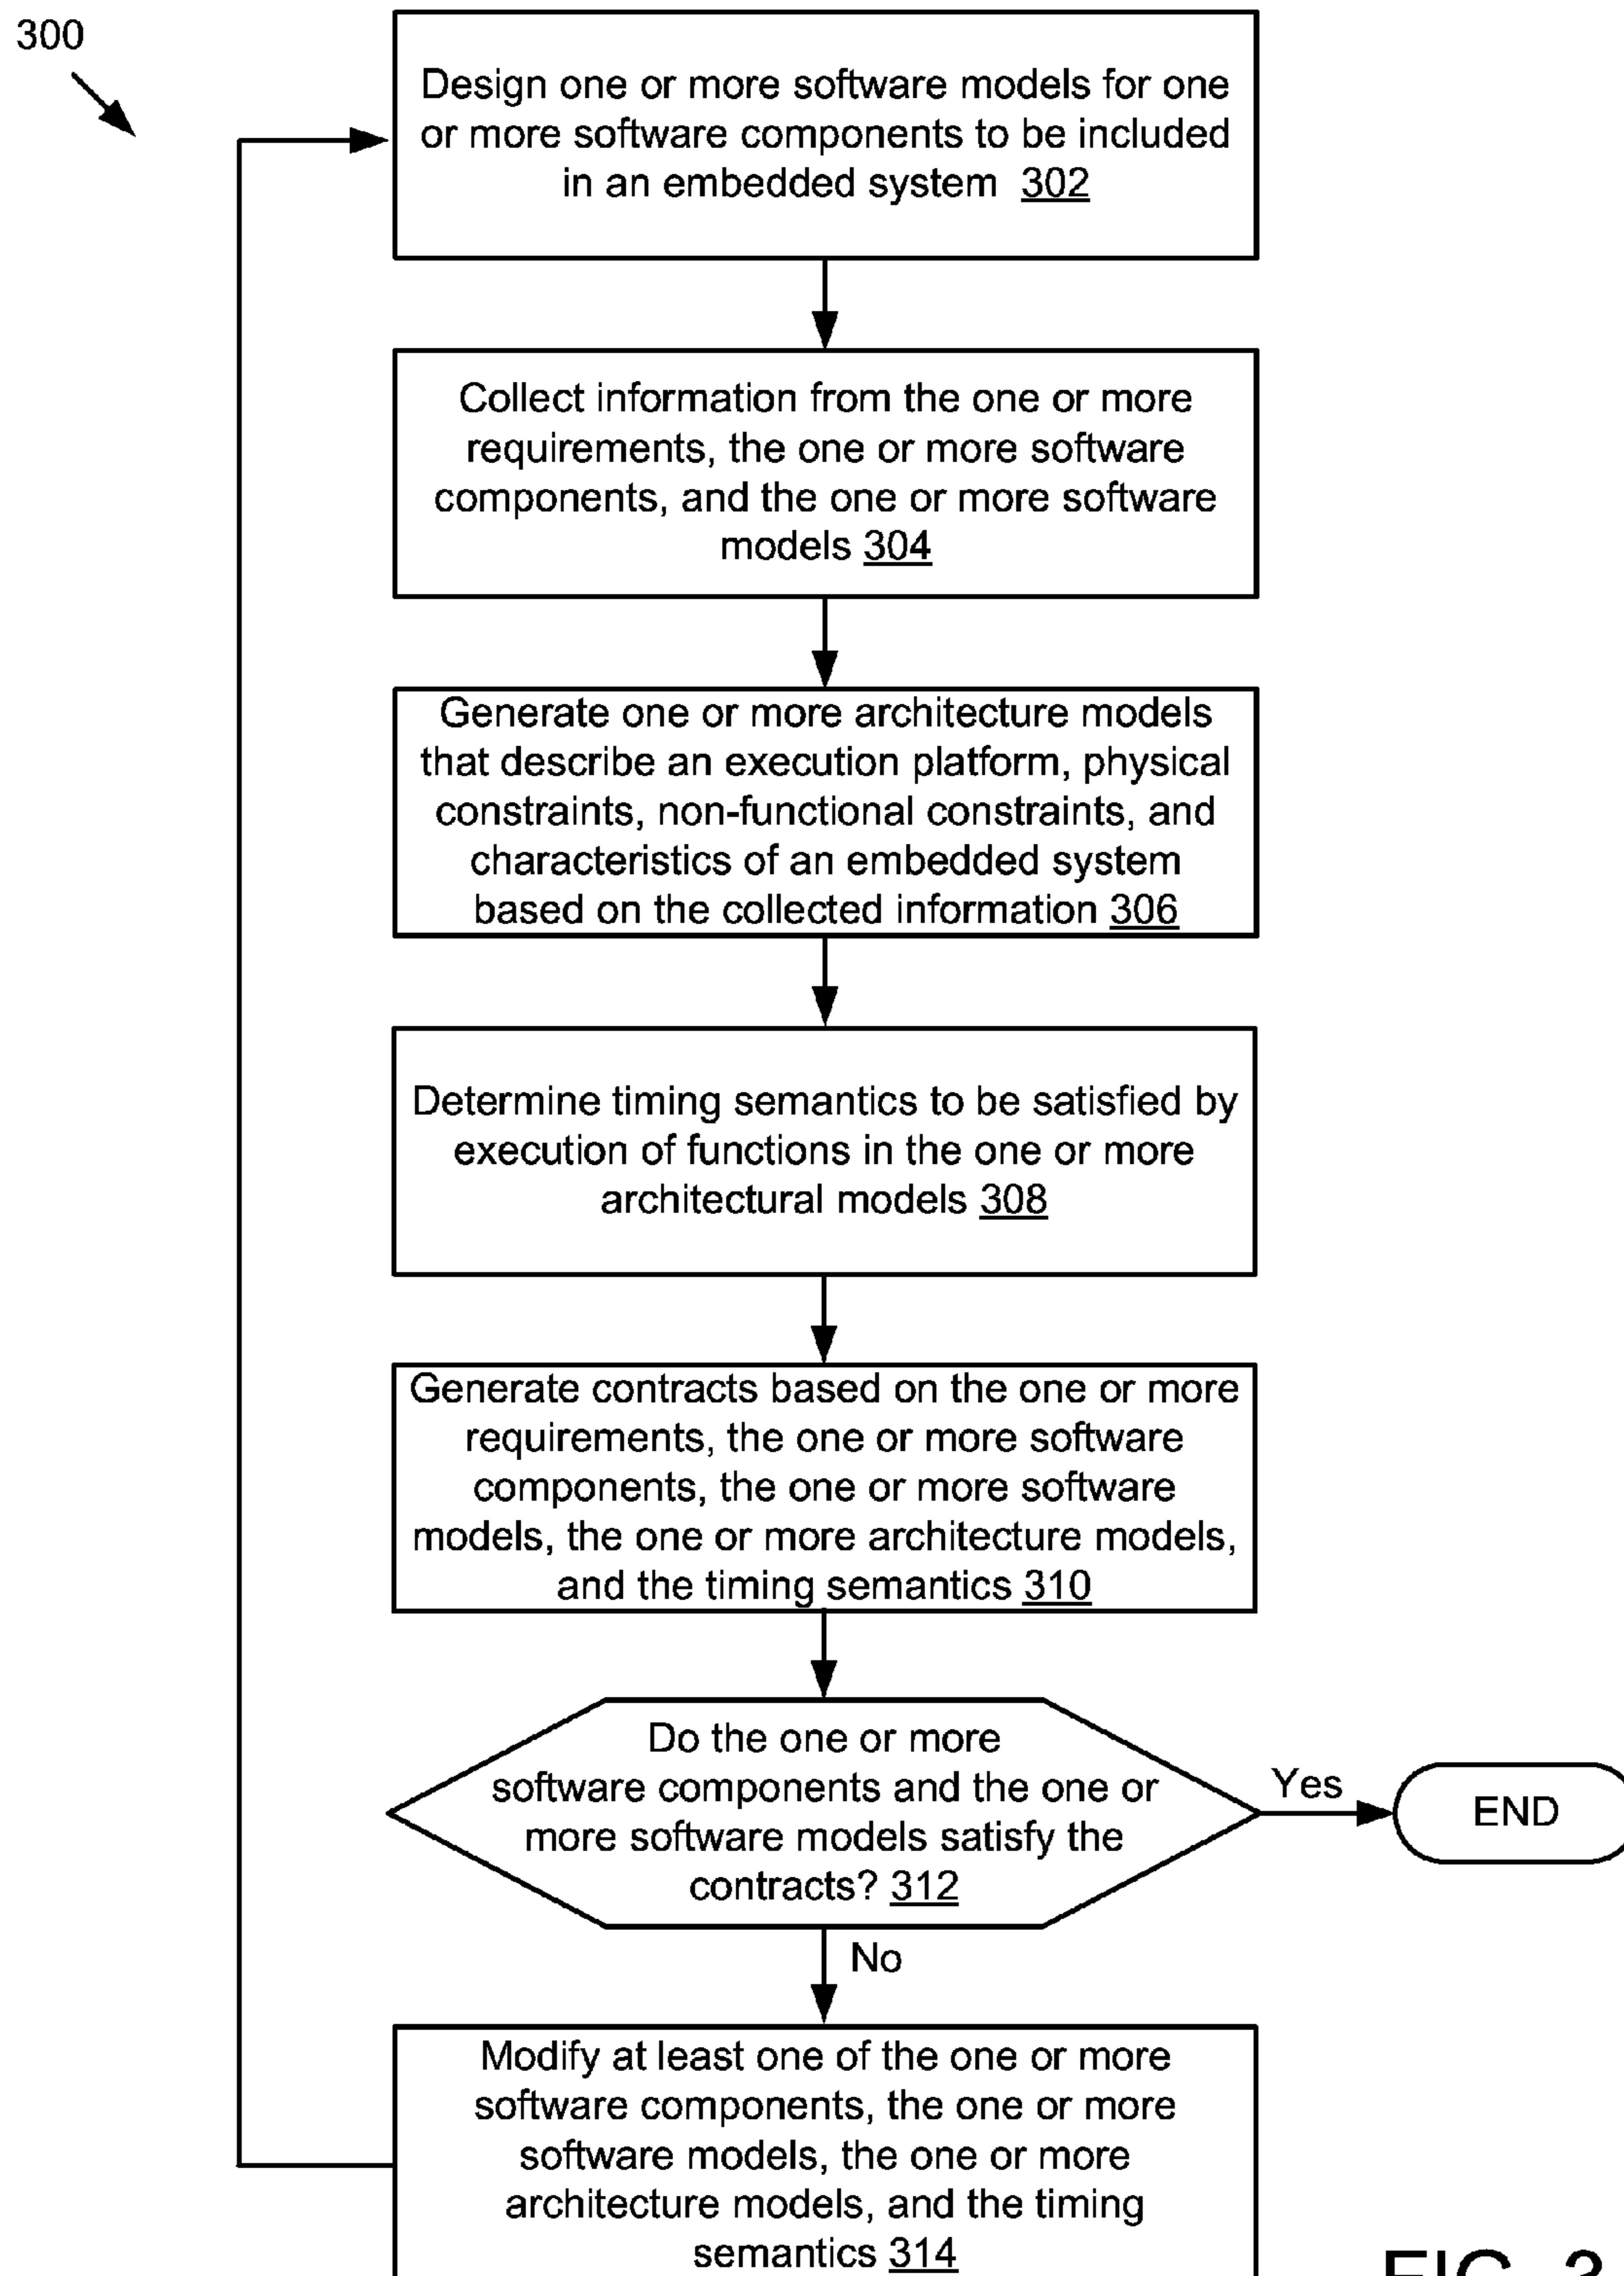 300
Design one or more software models for one
or more software components to be included
in an embedded system 302
Collect information from the one or more
requirements, the one or more software
components, and the one or more software
models 304
Generate one or more architecture models
that describe an execution platform, physical
constraints, non-functional constraints, and
characteristics of an embedded system
based on the collected information 306
Determine timing semantics to be satisfied by
execution of functions in the one or more
architectural models 308
Generate contracts based on the one or more
requirements, the one or more software
components, the one or more software
models, the one or more architecture models,
and the timing semantics 310
Do the one or more
software components and the one or
more software models satisfy the
contracts? 312
Yes
END
No
Modify at least one of the one or more
software components, the one or more
software models, the one or more
architecture models, and the timing
semantics 314
FIG. 3